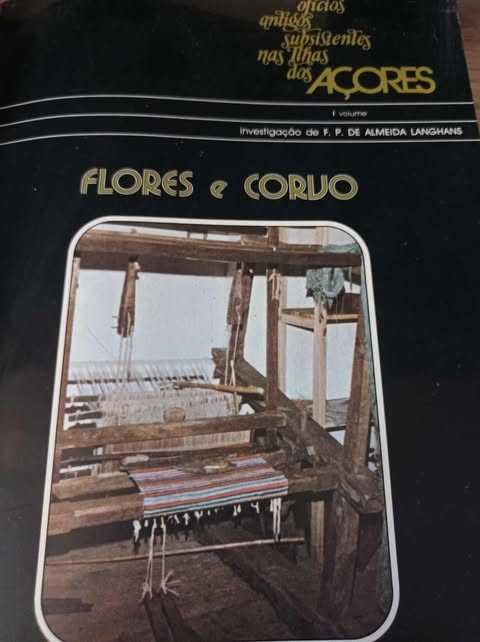 ofícios
antigos
subsistentes
nas Ilhas
dos AÇORES
I volume
investigação de F. P. DE ALMEIDA LANGHANS
FLORES e CORVO